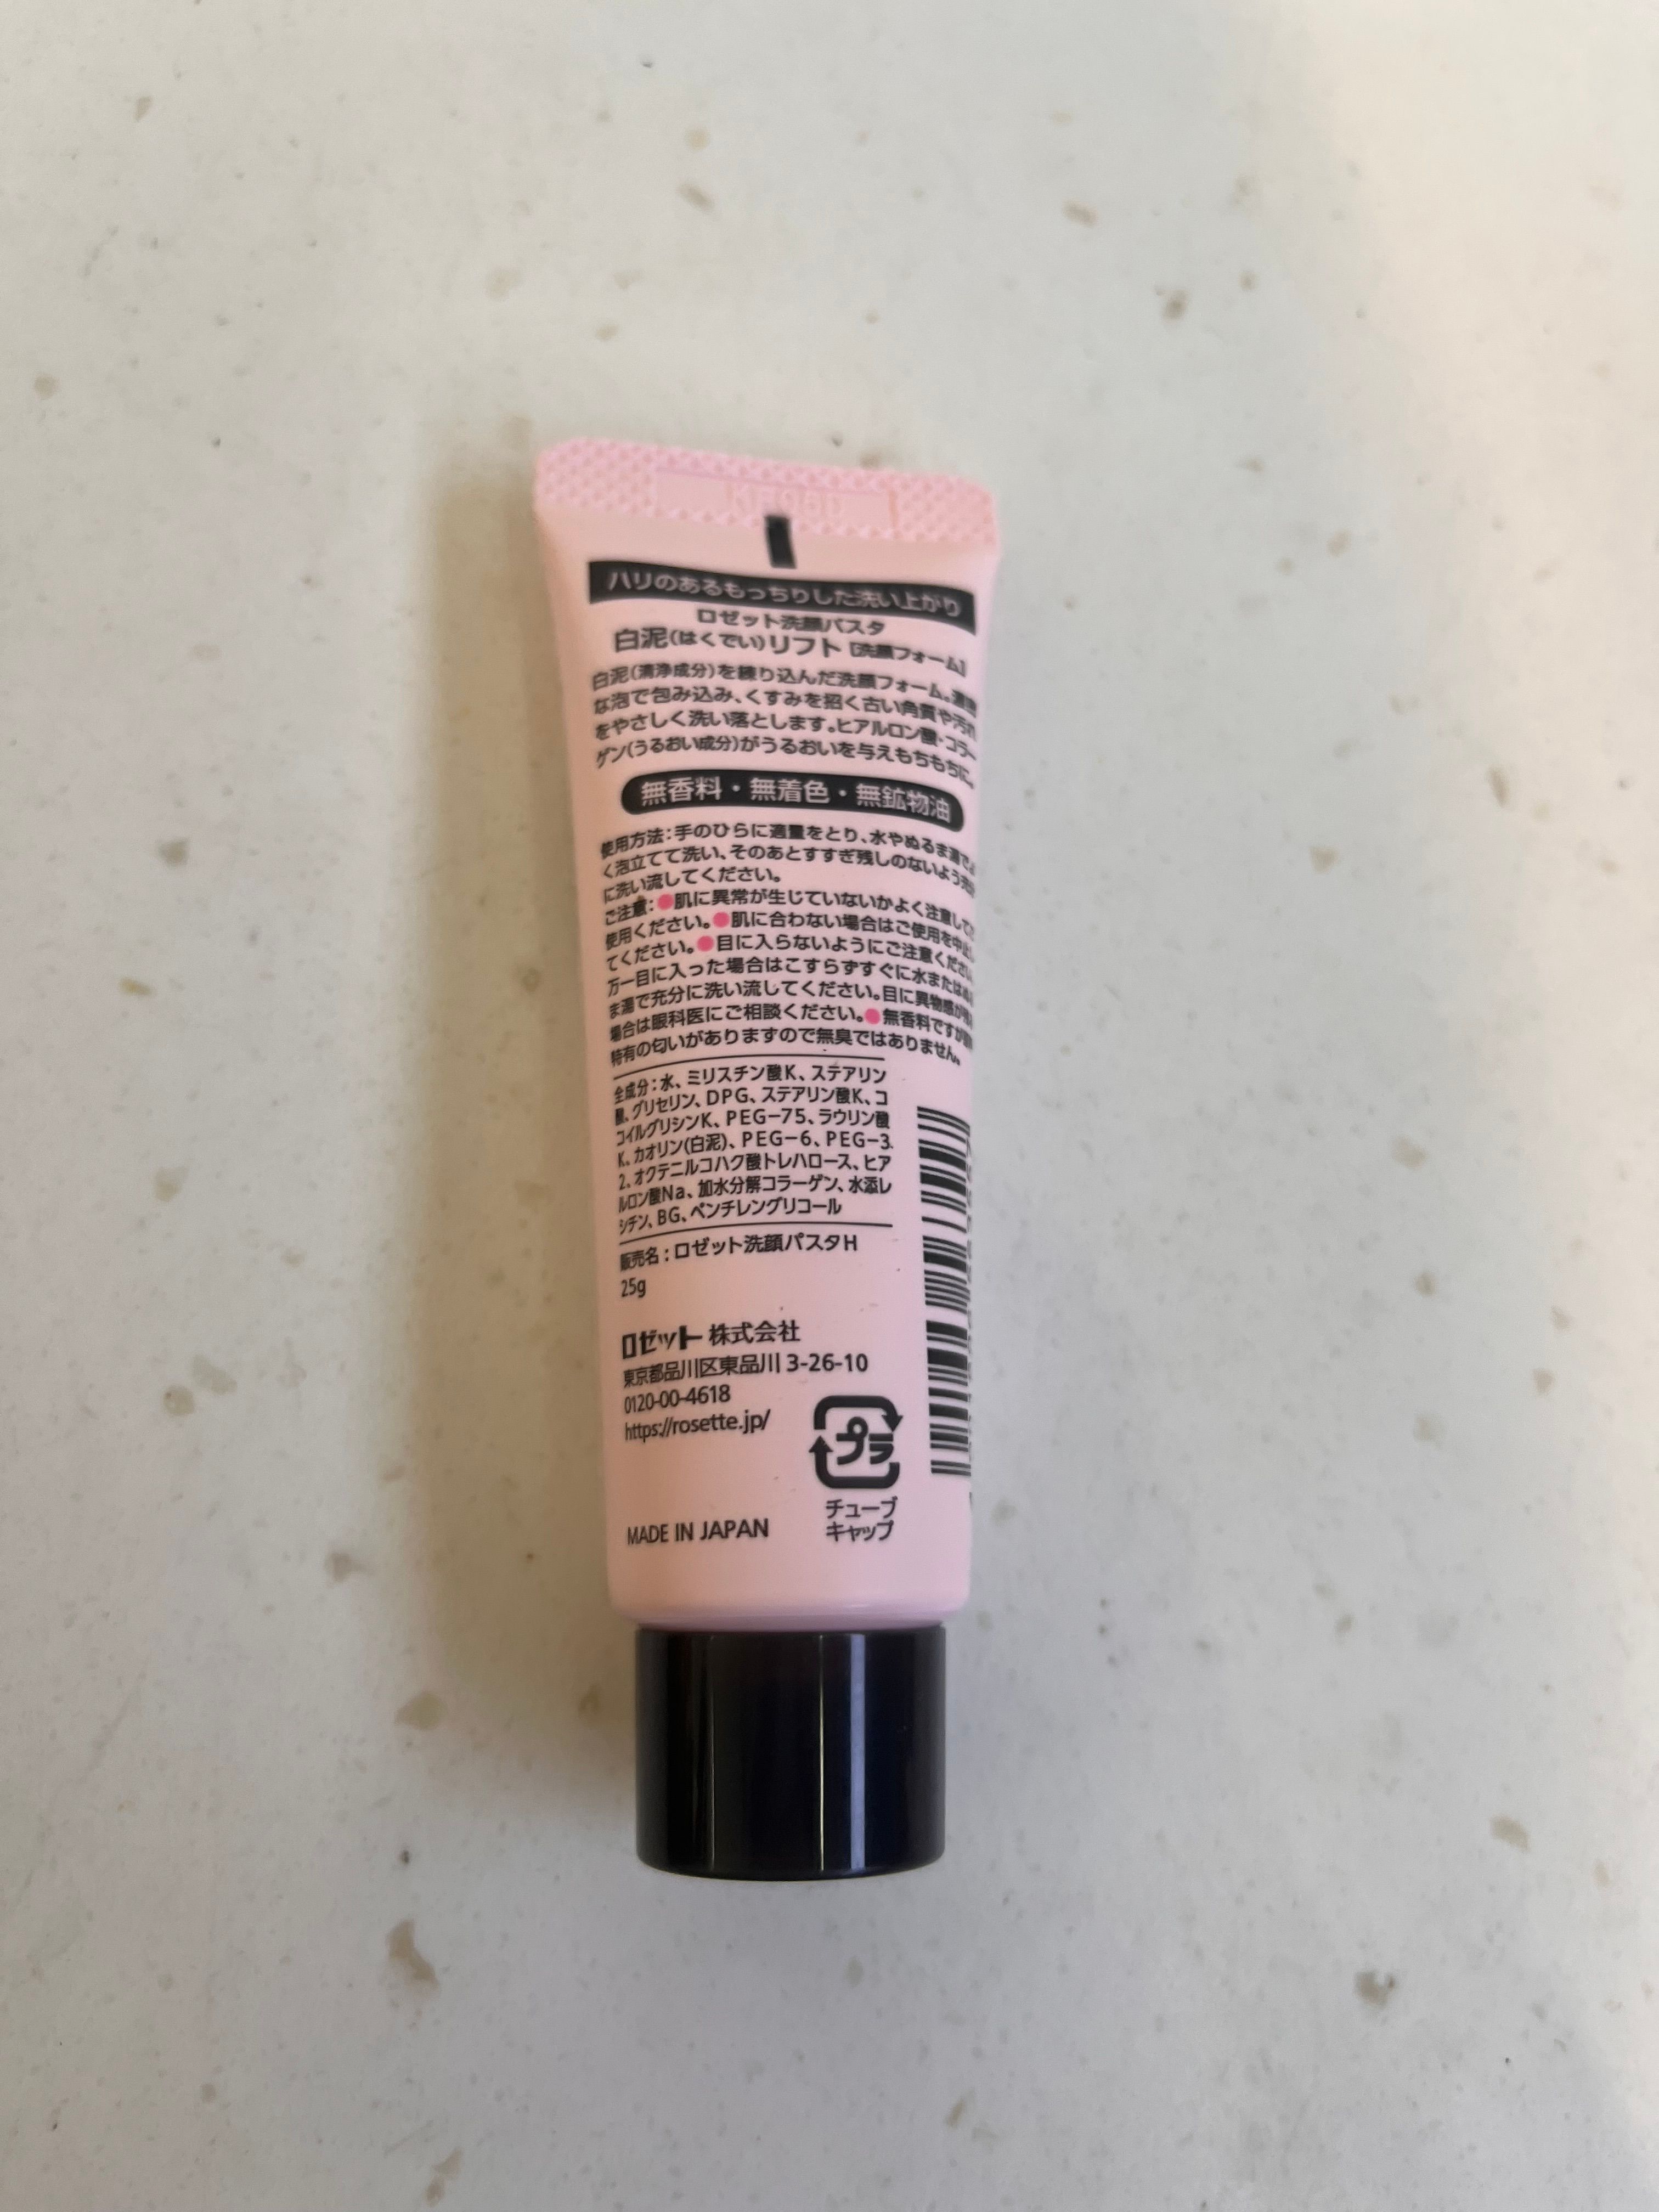 ハリのあるもっちりした洗い上がり
ロゼット洗顔パスタ
白泥(はくでい)リフト [洗顔フォーム]
白泥(清浄成分)を練り込んだ洗顔フォーム。濃密
な泡で包み込み、くすみを招く古い角質や汚れ
をやさしく洗い落とします。ヒアルロン酸・コラー
ゲン(うるおい成分)がうるおいを与えもちもちに。
無香料・無着色・無鉱物油
使用方法:手のひらに適量をとり、水やぬるま湯でよ
く泡立てて洗い、そのあとすすぎ残しのないよう充分
に洗い流してください。
ご注意:●肌に異常が生じていないかよく注意して
使用ください。●肌に合わない場合はご使用を中止し
てください。●目に入らないようにご注意ください。
万一目に入った場合はこすらずすぐに水またはぬる
ま湯で充分に洗い流してください。目に異物感が残る
場合は眼科医にご相談ください。●無香料ですが
特有の匂いがありますので無臭ではありません。
全成分:水、ミリスチン酸K、ステアリン
酸、グリセリン、DPG、ステアリン酸K、コ
コイルグリシンK、PEG-75、ラウリン酸
K、カオリン(白泥)、PEG-6、PEG-3
2、オクテニルコハク酸トレハロース、ヒア
ルロン酸Na、加水分解コラーゲン、水添レ
シチン、BG、ペンチレングリコール
販売名:ロゼット洗顔パスタH
25g
ロゼット 株式会社
東京都品川区東品川 3-26-10
0120-00-4618
https://rosette.jp/
プラ
チューブ
キャップ
MADE IN JAPAN